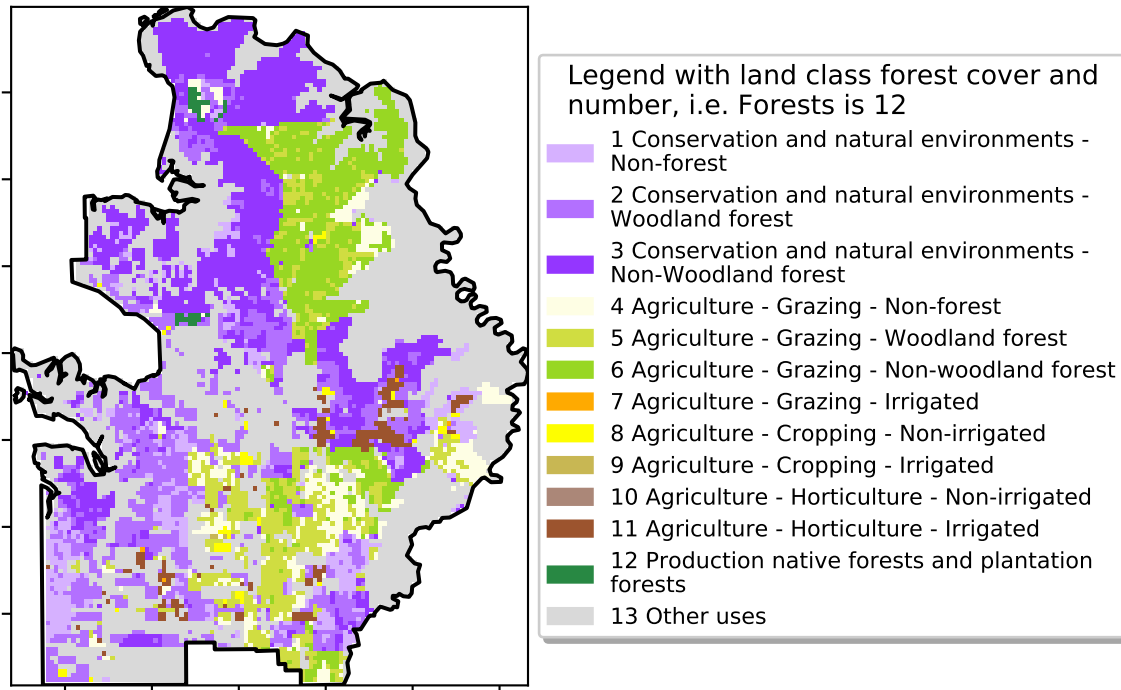 Legend with land class forest cover and
number, i.e. Forests is 12
1 Conservation and natural environments -
Non-forest
2 Conservation and natural environments -
Woodland forest
3 Conservation and natural environments -
Non-Woodland forest
4 Agriculture - Grazing - Non-forest
5 Agriculture - Grazing - Woodland forest
6 Agriculture - Grazing - Non-woodland forest
7 Agriculture - Grazing - Irrigated
8 Agriculture - Cropping - Non-irrigated
9 Agriculture - Cropping - Irrigated
10 Agriculture - Horticulture - Non-irrigated
11 Agriculture - Horticulture - Irrigated
12 Production native forests and plantation
forests
13 Other uses